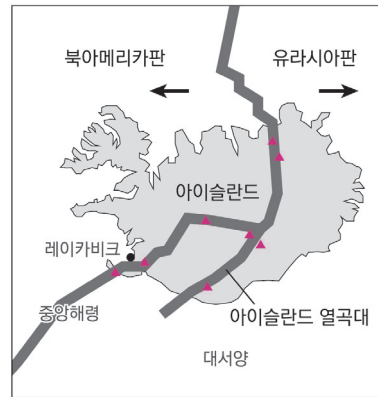 북아메리카판
유라시아판
아이슬란드
레이카비크
아이슬란드 열곡대
중앙해령
대서양